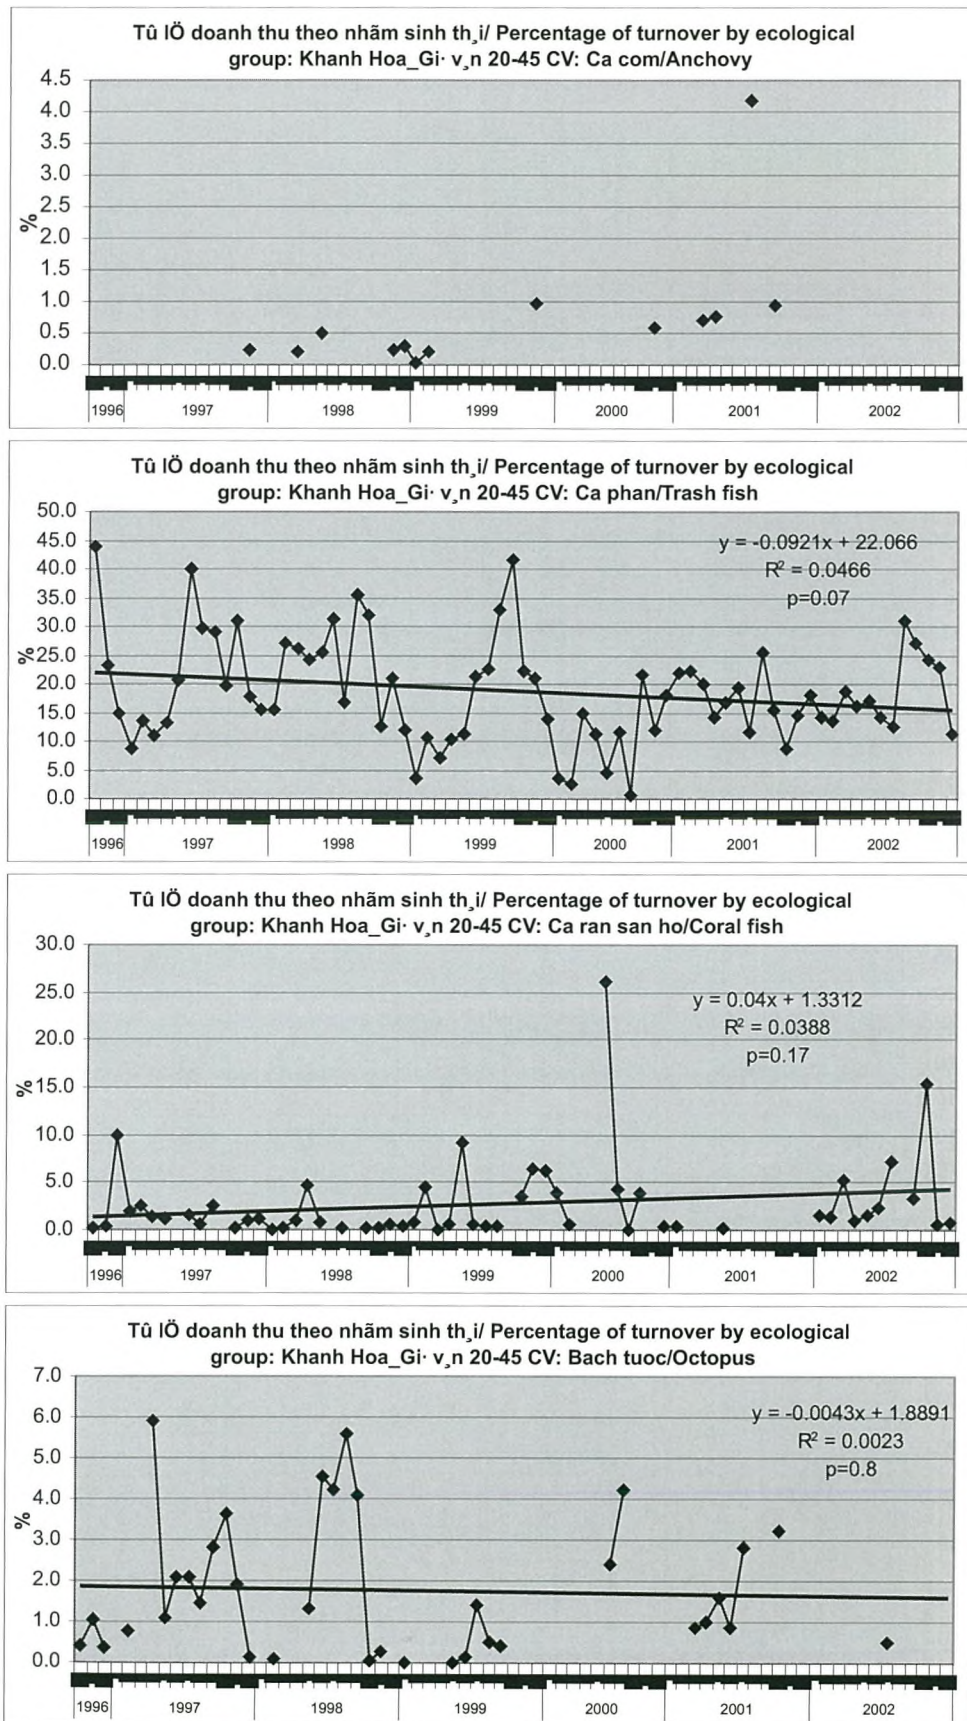 Tû lÖ doanh thu theo nhãm sinh th¸i/ Percentage of turnover by ecological
group: Khanh Hoa_Gi· v¸n 20-45 CV: Ca com/Anchovy
4.5
4.0
3.5
3.0
2.5
2.0
1.5
1.0
0.5
0.0
%
1996 1997 1998 1999 2000 2001 2002
Tû lÖ doanh thu theo nhãm sinh th¸i/ Percentage of turnover by ecological
group: Khanh Hoa_Gi· v¸n 20-45 CV: Ca phan/Trash fish
50.0
45.0
40.0
35.0
30.0
25.0
20.0
15.0
10.0
5.0
0.0
%
y = -0.0921x + 22.066
R² = 0.0466
p=0.07
1996 1997 1998 1999 2000 2001 2002
Tû lÖ doanh thu theo nhãm sinh th¸i/ Percentage of turnover by ecological
group: Khanh Hoa_Gi· v¸n 20-45 CV: Ca ran san ho/Coral fish
30.0
25.0
20.0
15.0
10.0
5.0
0.0
%
y = 0.04x + 1.3312
R² = 0.0388
p=0.17
1996 1997 1998 1999 2000 2001 2002
Tû lÖ doanh thu theo nhãm sinh th¸i/ Percentage of turnover by ecological
group: Khanh Hoa_Gi· v¸n 20-45 CV: Bach tuoc/Octopus
7.0
6.0
5.0
4.0
3.0
2.0
1.0
0.0
%
y = -0.0043x + 1.8891
R² = 0.0023
p=0.8
1996 1997 1998 1999 2000 2001 2002